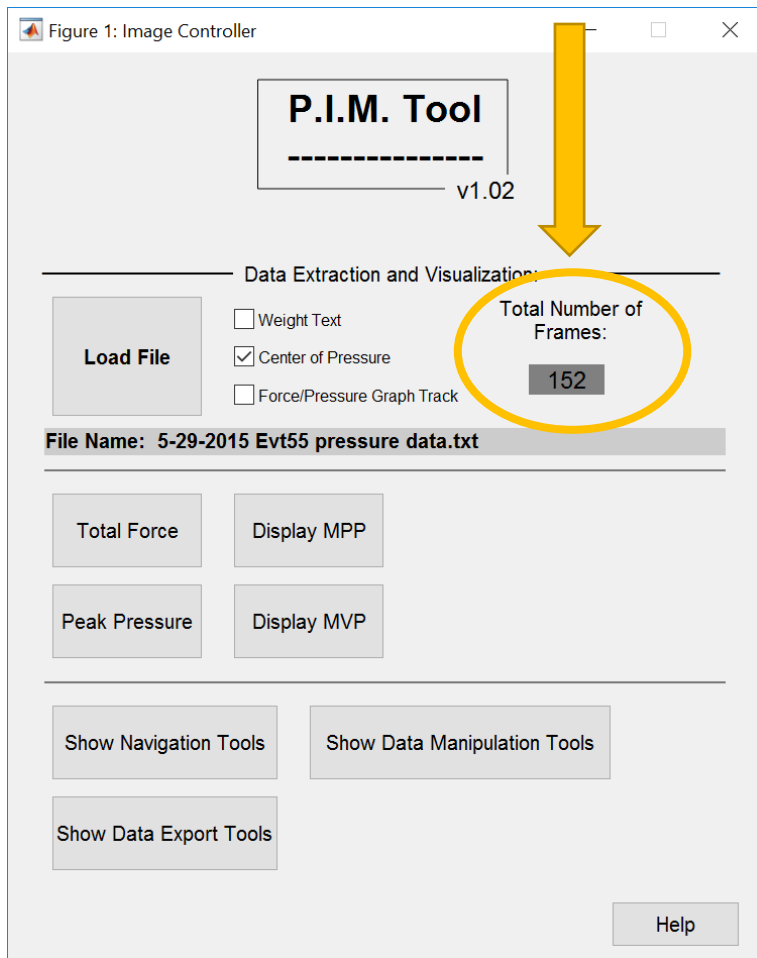 Figure 1: Image Controller
P.I.M. Tool
---------------
v1.02
Data Extraction and Visualization:
Load File
Weight Text
Center of Pressure
Force/Pressure Graph Track
Total Number of
Frames:
152
File Name: 5-29-2015 Evt55 pressure data.txt
Total Force
Display MPP
Peak Pressure
Display MVP
Show Navigation Tools
Show Data Manipulation Tools
Show Data Export Tools
Help